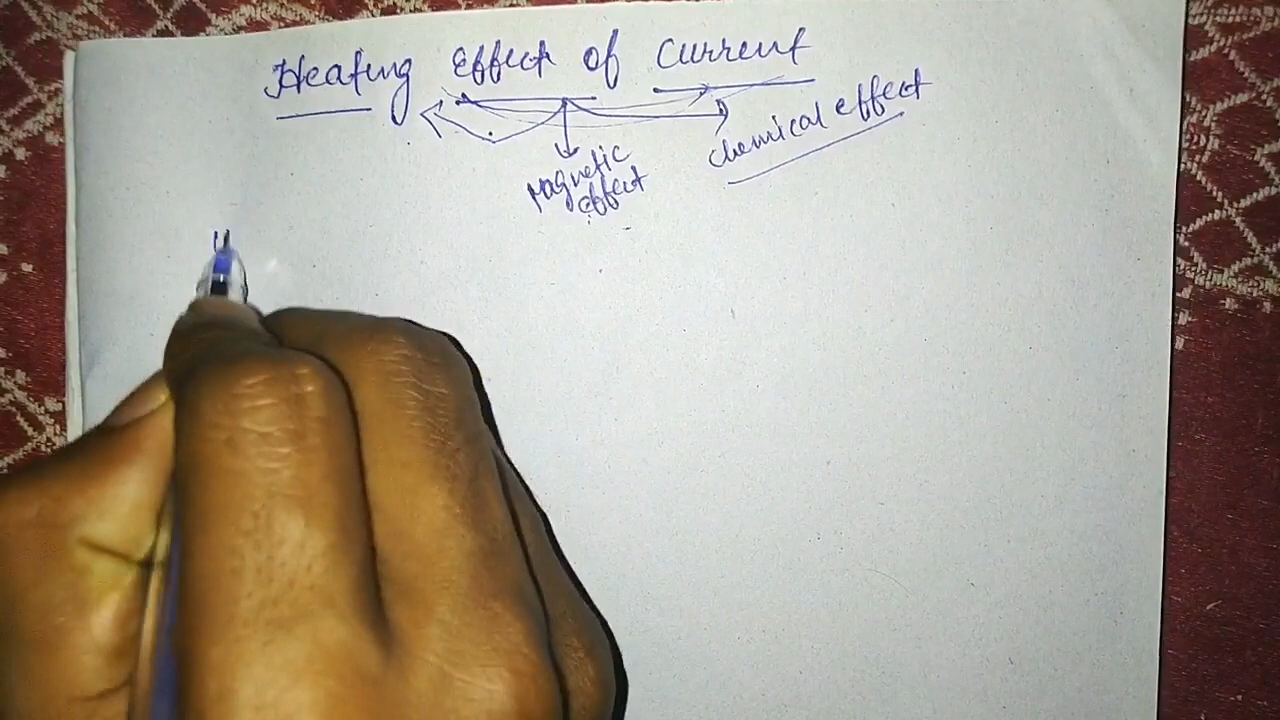 Heating Effect of Current
chemical effect
Magnetic
effect